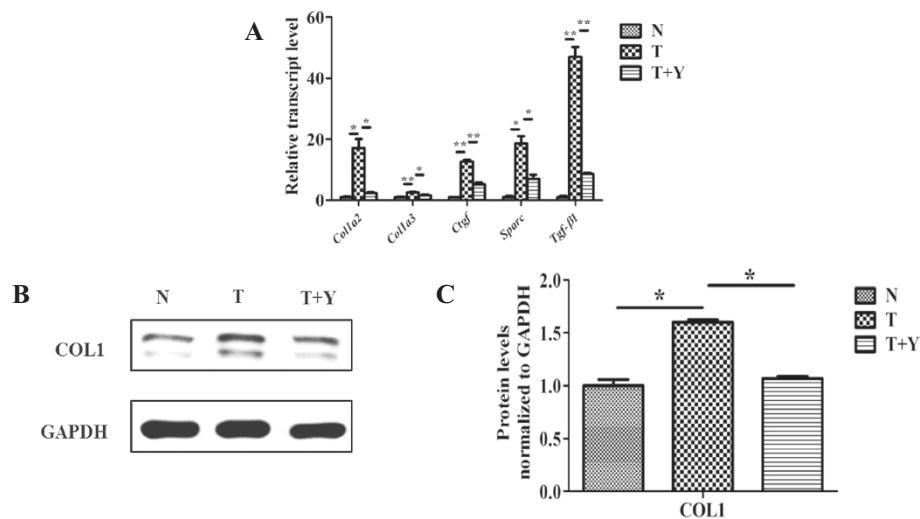 A
Relative transcript level
60
40
20
0
* *
** *
** **
* *
** **
Col1a2
Col1a3
Ctgf
Sparc
Tgf-β1
N
T
T+Y
B
N T T+Y
COL1
GAPDH
C
Protein levels
normalized to GAPDH
2.0
1.5
1.0
0.5
0.0
*
*
COL1
N
T
T+Y